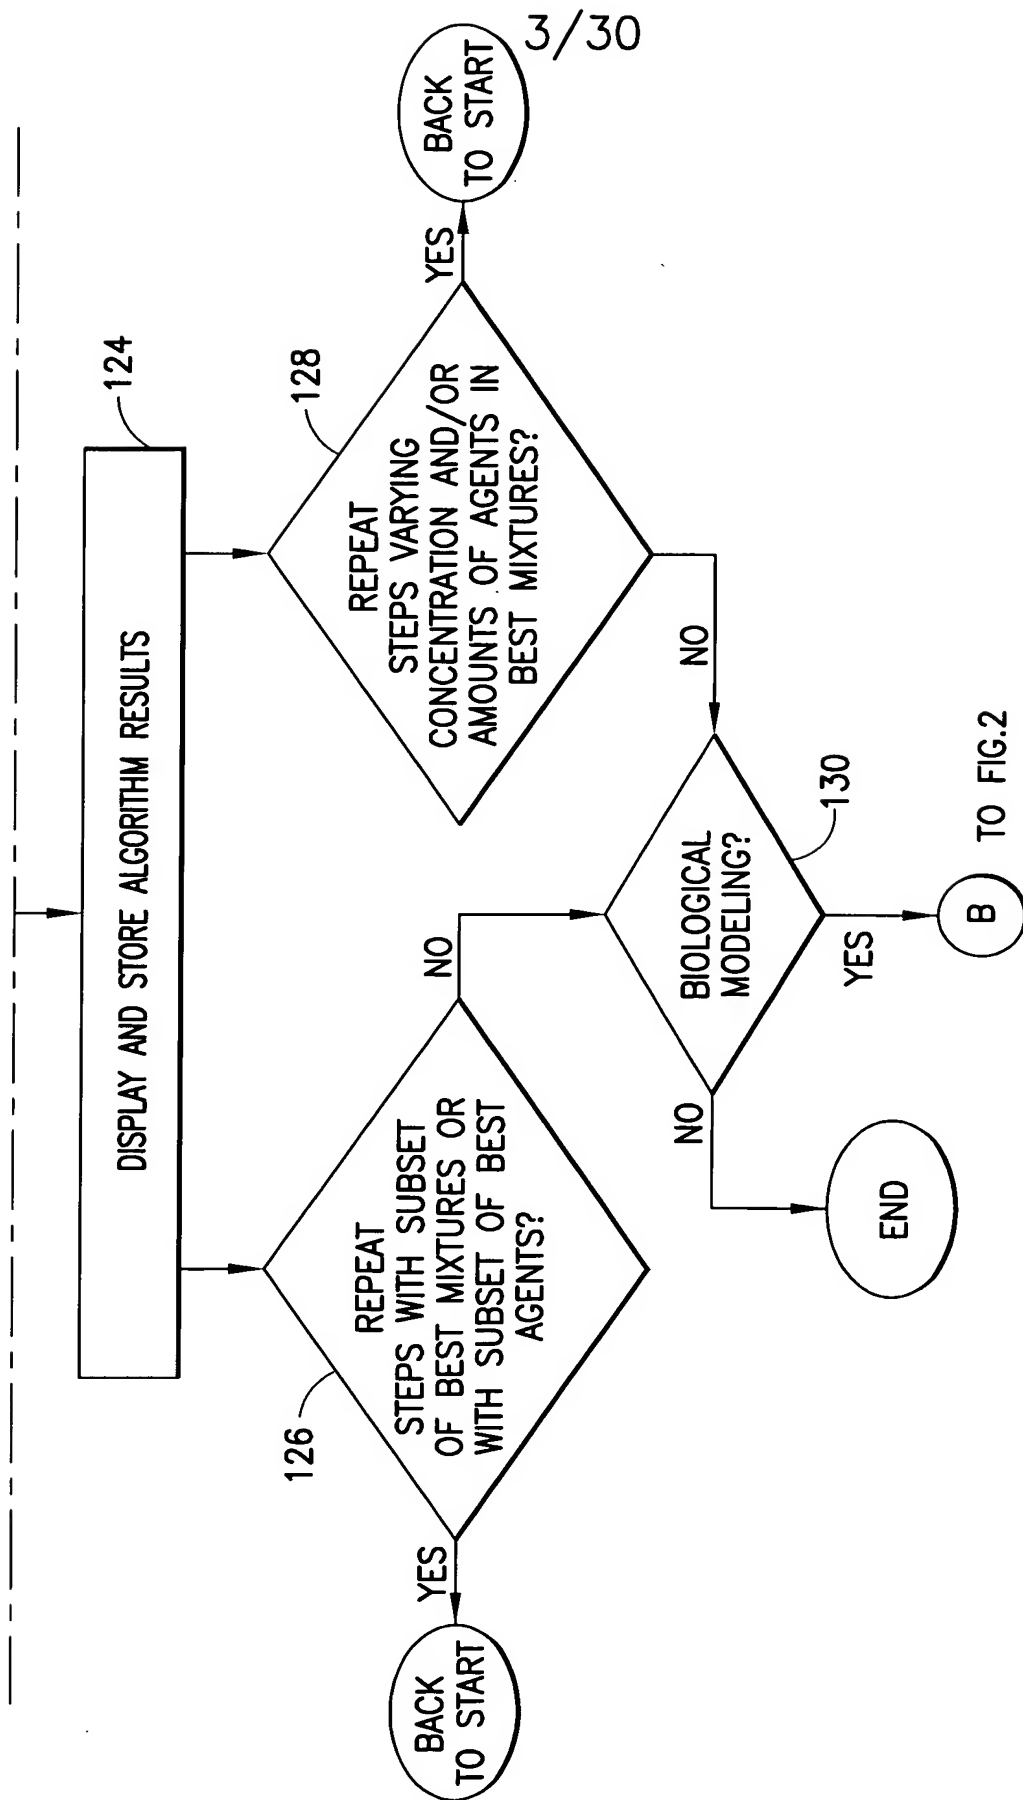 3/30
DISPLAY AND STORE ALGORITHM RESULTS
124
126
REPEAT
STEPS WITH SUBSET
OF BEST MIXTURES OR
WITH SUBSET OF BEST
AGENTS?
YES
BACK
TO START
NO
128
REPEAT
STEPS VARYING
CONCENTRATION AND/OR
AMOUNTS OF AGENTS IN
BEST MIXTURES?
YES
BACK
TO START
NO
BIOLOGICAL
MODELING?
130
NO
END
YES
B
TO FIG.2